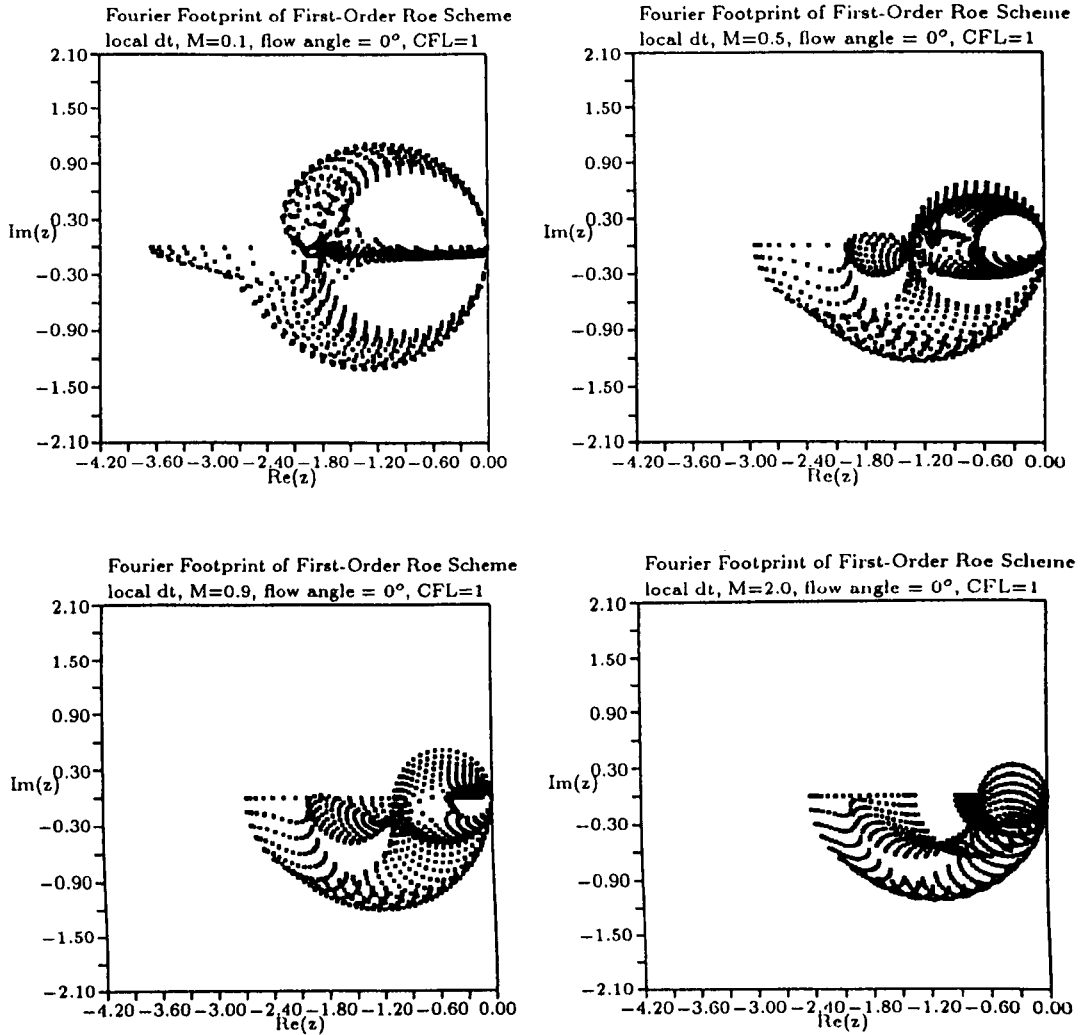 Fourier Footprint of First-Order Roe Scheme
local dt, M=0.1, flow angle = 0°, CFL=1
2.10
1.50
0.90
0.30
Im(z)
−0.30
−0.90
−1.50
−2.10
−4.20 −3.60 −3.00 −2.40 −1.80 −1.20 −0.60 0.00
Re(z)
Fourier Footprint of First-Order Roe Scheme
local dt, M=0.5, flow angle = 0°, CFL=1
2.10
1.50
0.90
0.30
Im(z)
−0.30
−0.90
−1.50
−2.10
−4.20 −3.60 −3.00 −2.40 −1.80 −1.20 −0.60 0.00
Re(z)
Fourier Footprint of First-Order Roe Scheme
local dt, M=0.9, flow angle = 0°, CFL=1
2.10
1.50
0.90
0.30
Im(z)
−0.30
−0.90
−1.50
−2.10
−4.20 −3.60 −3.00 −2.40 −1.80 −1.20 −0.60 0.00
Re(z)
Fourier Footprint of First-Order Roe Scheme
local dt, M=2.0, flow angle = 0°, CFL=1
2.10
1.50
0.90
0.30
Im(z)
−0.30
−0.90
−1.50
−2.10
−4.20 −3.60 −3.00 −2.40 −1.80 −1.20 −0.60 0.00
Re(z)